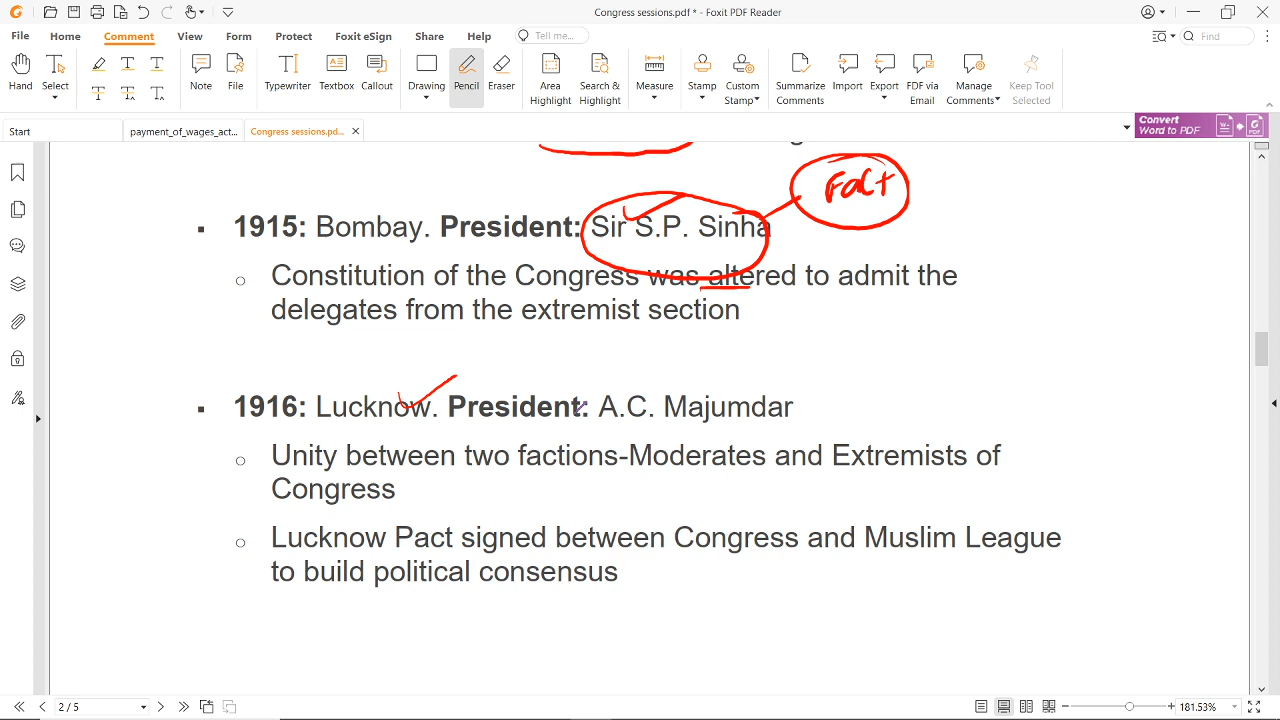 Congress sessions.pdf * - Foxit PDF Reader
File Home Comment View Form Protect Foxit eSign Share Help Tell me... Find
Hand Select Note File Typewriter Textbox Callout Drawing Pencil Eraser Area Highlight Search & Highlight Measure Stamp Custom Stamp Summarize Comments Import Export FDF via Email Manage Comments Keep Tool Selected
Start payment_of_wages_act... Congress sessions.pd... Convert Word to PDF
Fact
▪ 1915: Bombay. President: Sir S.P. Sinha
o Constitution of the Congress was altered to admit the
delegates from the extremist section
▪ 1916: Lucknow. President: A.C. Majumdar
o Unity between two factions-Moderates and Extremists of
Congress
o Lucknow Pact signed between Congress and Muslim League
to build political consensus
2 / 5 181.53%